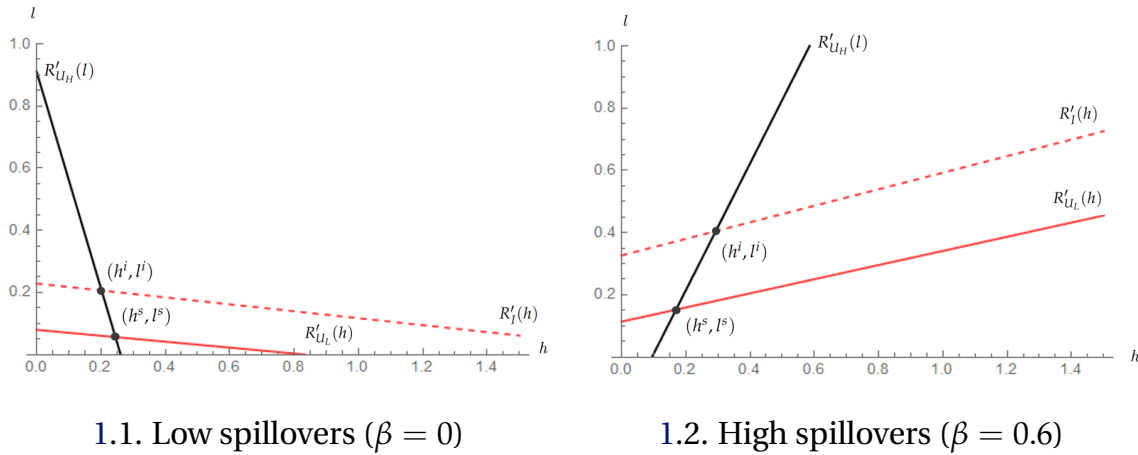 l
1.0
R′_{U_H}(l)
0.8
0.6
0.4
(h^i, l^i)
0.2
(h^s, l^s)
R′_{U_L}(h)
R′_I(h)
h
0.0 0.2 0.4 0.6 0.8 1.0 1.2 1.4
1.1. Low spillovers (β = 0)
l
1.0
R′_{U_H}(l)
0.8
R′_I(h)
0.6
R′_{U_L}(h)
0.4
(h^i, l^i)
0.2
(h^s, l^s)
h
0.0 0.2 0.4 0.6 0.8 1.0 1.2 1.4
1.2. High spillovers (β = 0.6)